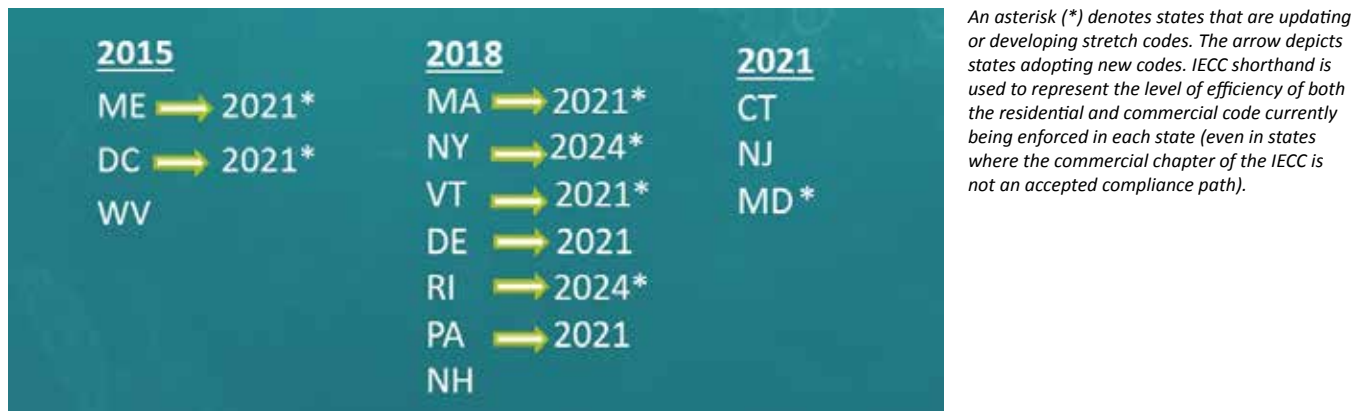 2015
ME 2021*
DC 2021*
WV
2018
MA 2021*
NY 2024*
VT 2021*
DE 2021
RI 2024*
PA 2021
NH
2021
CT
NJ
MD*
An asterisk (*) denotes states that are updating
or developing stretch codes. The arrow depicts
states adopting new codes. IECC shorthand is
used to represent the level of efficiency of both
the residential and commercial code currently
being enforced in each state (even in states
where the commercial chapter of the IECC is
not an accepted compliance path).